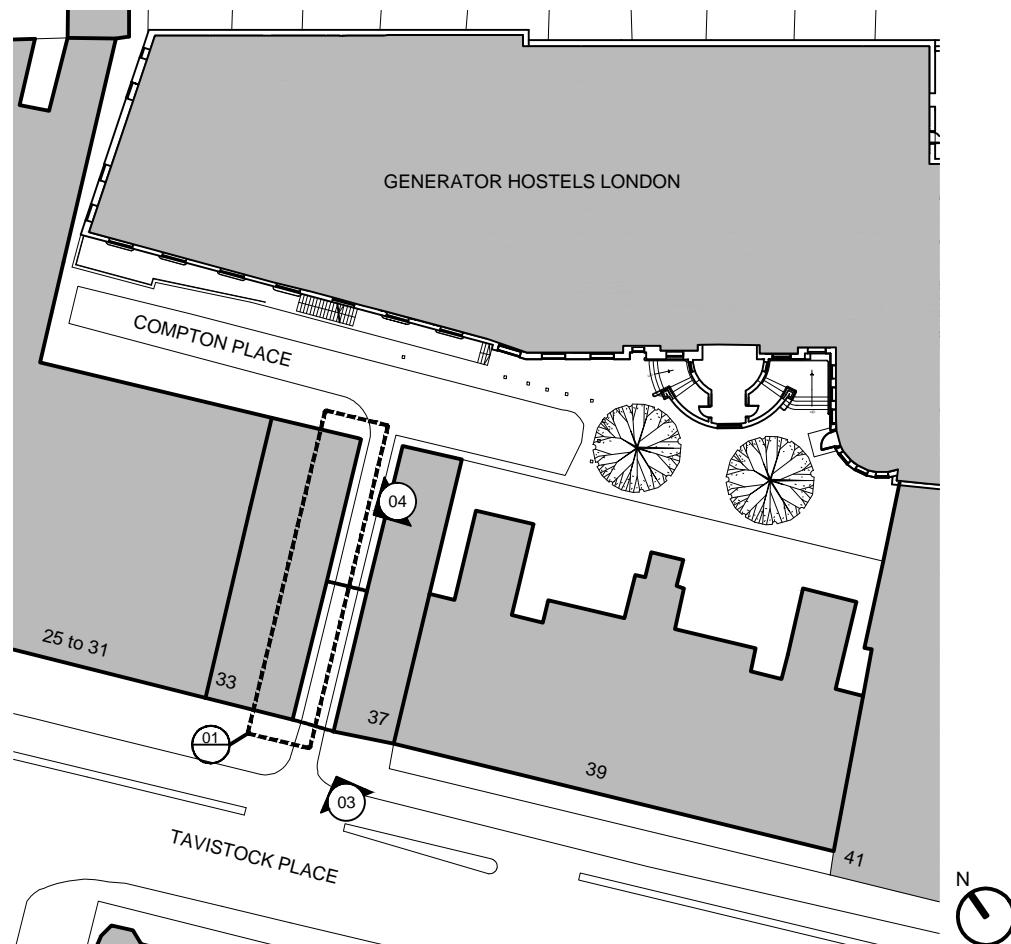 GENERATOR HOSTELS LONDON
COMPTON PLACE
04
25 to 31
33
37
01
39
03
41
TAVISTOCK PLACE
N